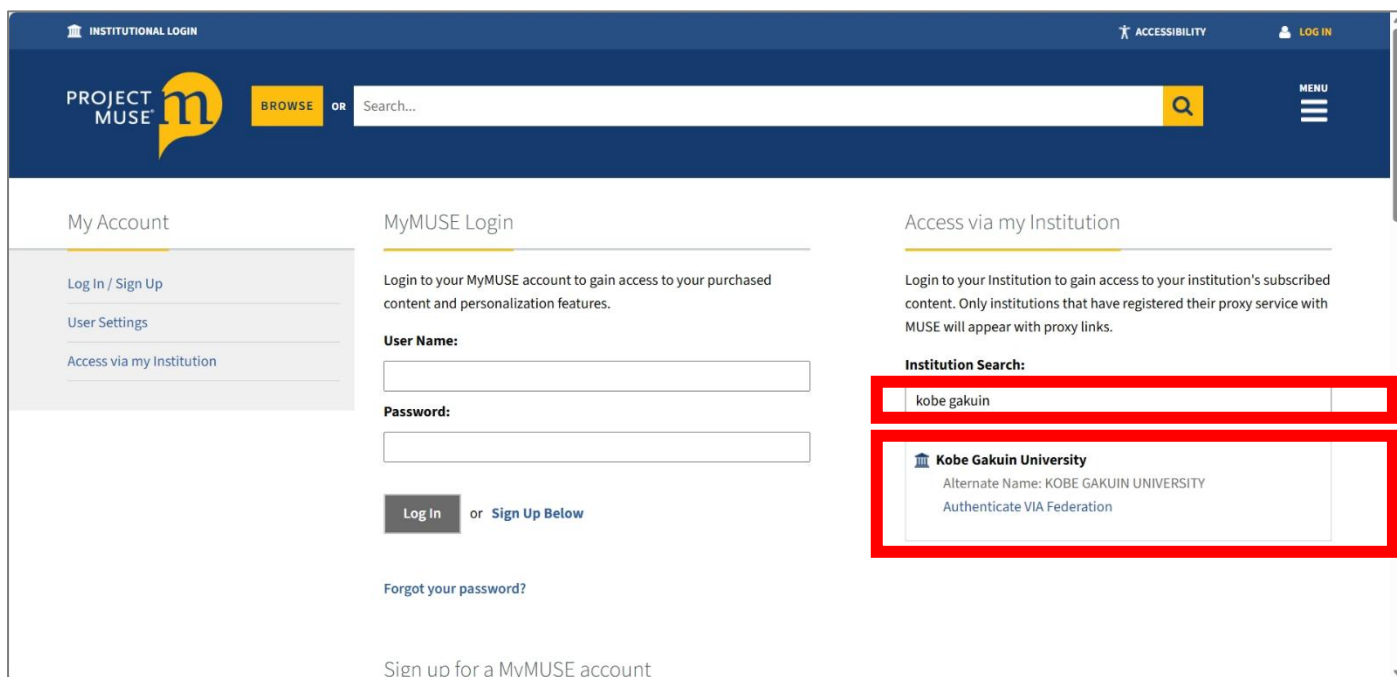 INSTITUTIONAL LOGIN
ACCESSIBILITY
LOG IN
PROJECT
MUSE
BROWSE
OR
Search...
MENU
My Account
Log In / Sign Up
User Settings
Access via my Institution
MyMUSE Login
Login to your MyMUSE account to gain access to your purchased
content and personalization features.
User Name:
Password:
Log In
or Sign Up Below
Forgot your password?
Sign up for a MyMUSE account
Access via my Institution
Login to your Institution to gain access to your institution's subscribed
content. Only institutions that have registered their proxy service with
MUSE will appear with proxy links.
Institution Search:
kobe gakuin
Kobe Gakuin University
Alternate Name: KOBE GAKUIN UNIVERSITY
Authenticate VIA Federation